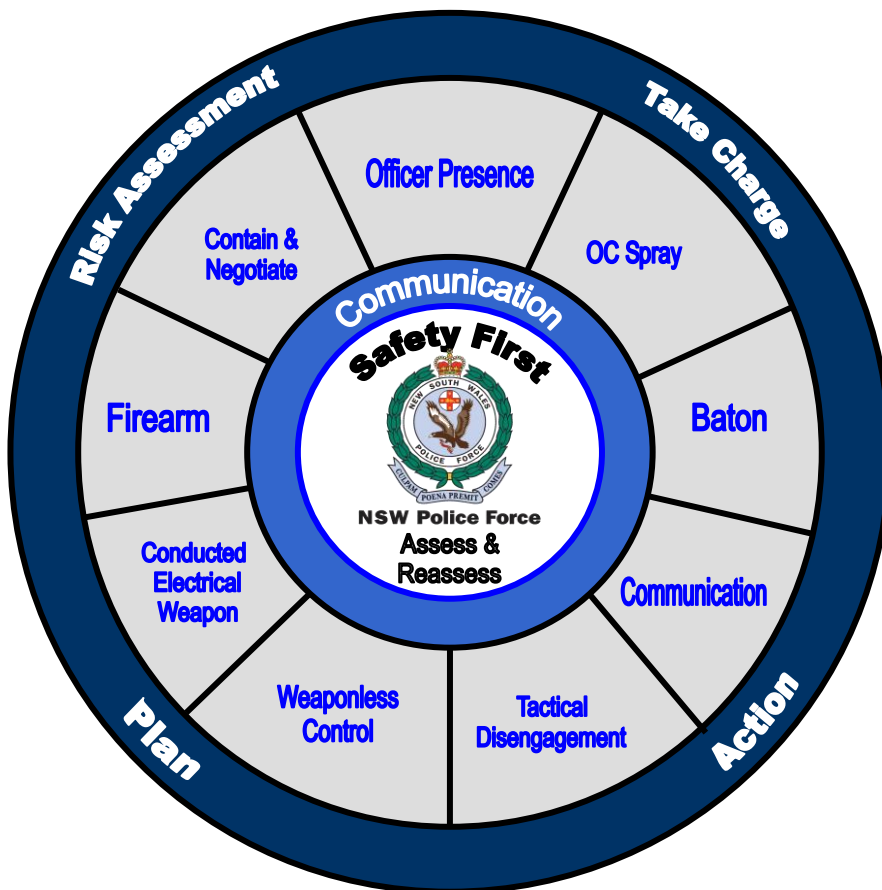 Risk Assessment
Take Charge
Officer Presence
Contain &
Negotiate
OC Spray
Communication
Safety First
NEW SOUTH WALES
POLICE FORCE
CULPAM POENA PREMIT COMES
NSW Police Force
Assess &
Reassess
Firearm
Baton
Conducted
Electrical
Weapon
Communication
Weaponless
Control
Tactical
Disengagement
Plan
Action